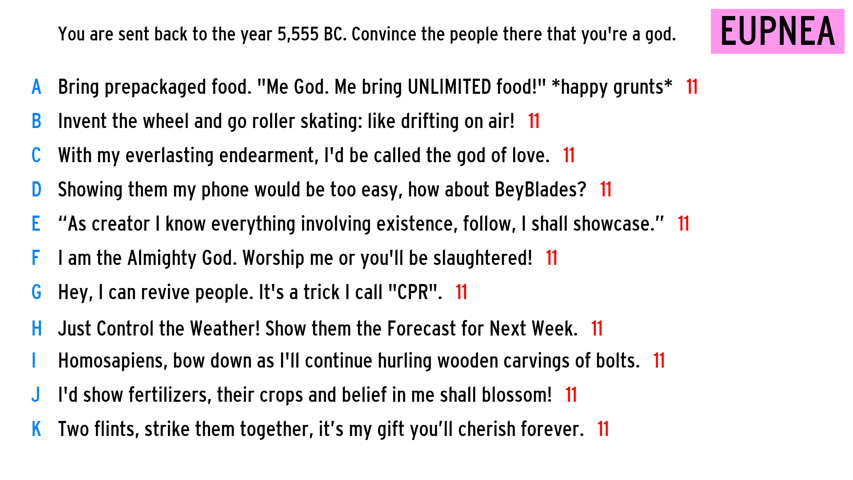 You are sent back to the year 5,555 BC. Convince the people there that you're a god.
EUPNEA
A Bring prepackaged food. "Me God. Me bring UNLIMITED food!" *happy grunts* 11
B Invent the wheel and go roller skating: like drifting on air! 11
C With my everlasting endearment, I'd be called the god of love. 11
D Showing them my phone would be too easy, how about BeyBlades? 11
E “As creator I know everything involving existence, follow, I shall showcase.” 11
F I am the Almighty God. Worship me or you'll be slaughtered! 11
G Hey, I can revive people. It's a trick I call "CPR". 11
H Just Control the Weather! Show them the Forecast for Next Week. 11
I Homosapiens, bow down as I'll continue hurling wooden carvings of bolts. 11
J I'd show fertilizers, their crops and belief in me shall blossom! 11
K Two flints, strike them together, it’s my gift you’ll cherish forever. 11